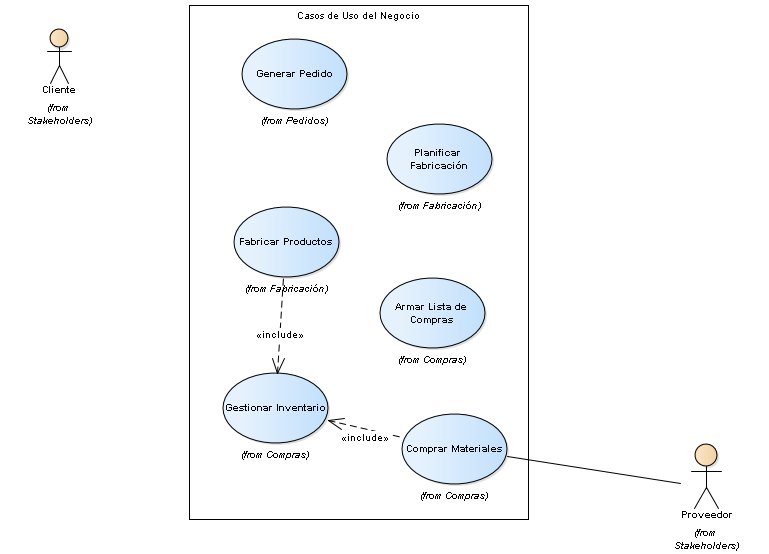 Casos de Uso del Negocio
Cliente
(from
Stakeholders)
Generar Pedido
(from Pedidos)
Planificar
Fabricación
(from Fabricación)
Fabricar Productos
(from Fabricación)
Armar Lista de
Compras
(from Compras)
«include»
Gestionar Inventario
(from Compras)
«include»
Comprar Materiales
(from Compras)
Proveedor
(from
Stakeholders)